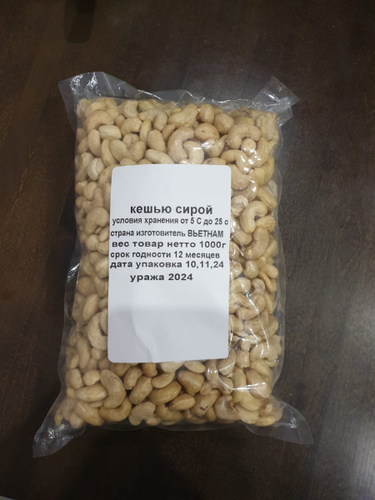 кешью сирой
условия хранения от 5 С до 25 с
страна изготовитель ВЬЕТНАМ
вес товар нетто 1000г
срок годности 12 месяцев
дата упаковка 10,11,24
уража 2024